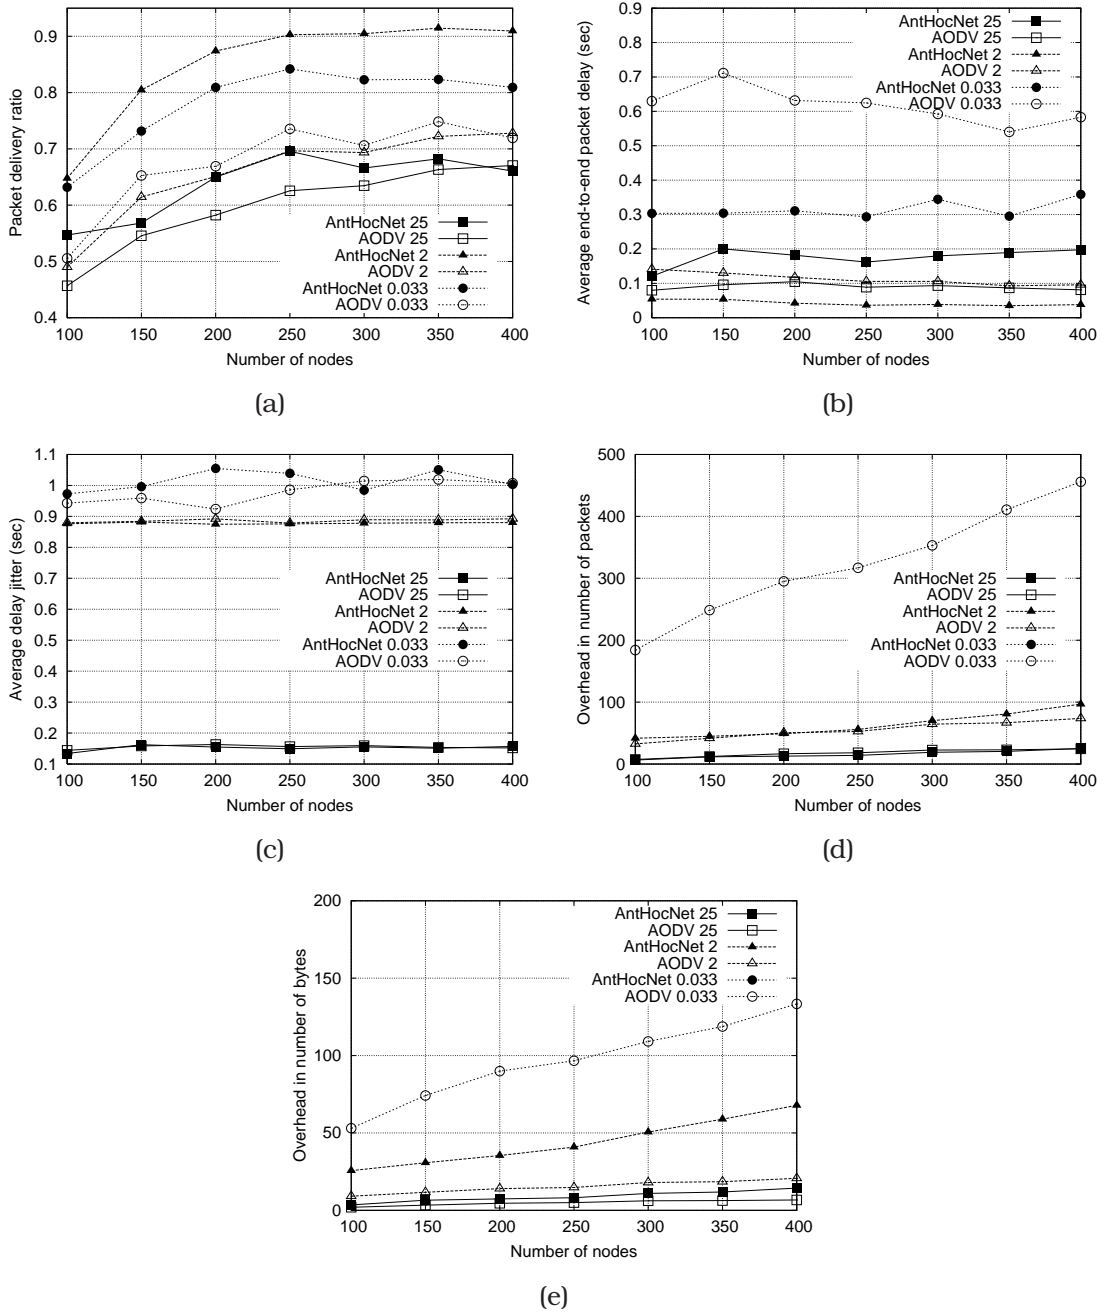 0.9
0.8
0.7
0.6
0.5
0.4
Packet delivery ratio
AntHocNet 25
AODV 25
AntHocNet 2
AODV 2
AntHocNet 0.033
AODV 0.033
100 150 200 250 300 350 400
Number of nodes
(a)
0.9
0.8
0.7
0.6
0.5
0.4
0.3
0.2
0.1
0
Average end-to-end packet delay (sec)
AntHocNet 25
AODV 25
AntHocNet 2
AODV 2
AntHocNet 0.033
AODV 0.033
100 150 200 250 300 350 400
Number of nodes
(b)
1.1
1
0.9
0.8
0.7
0.6
0.5
0.4
0.3
0.2
0.1
Average delay jitter (sec)
AntHocNet 25
AODV 25
AntHocNet 2
AODV 2
AntHocNet 0.033
AODV 0.033
100 150 200 250 300 350 400
Number of nodes
(c)
500
400
300
200
100
0
Overhead in number of packets
AntHocNet 25
AODV 25
AntHocNet 2
AODV 2
AntHocNet 0.033
AODV 0.033
100 150 200 250 300 350 400
Number of nodes
(d)
200
150
100
50
0
Overhead in number of bytes
AntHocNet 25
AODV 25
AntHocNet 2
AODV 2
AntHocNet 0.033
AODV 0.033
100 150 200 250 300 350 400
Number of nodes
(e)